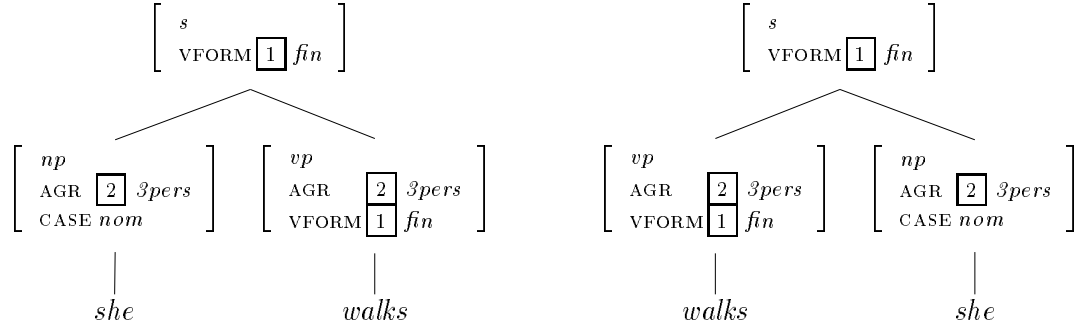 s
VFORM 1 fin
np
AGR 2 3pers
CASE nom
vp
AGR 2 3pers
VFORM 1 fin
she
walks
s
VFORM 1 fin
vp
AGR 2 3pers
VFORM 1 fin
np
AGR 2 3pers
CASE nom
walks
she